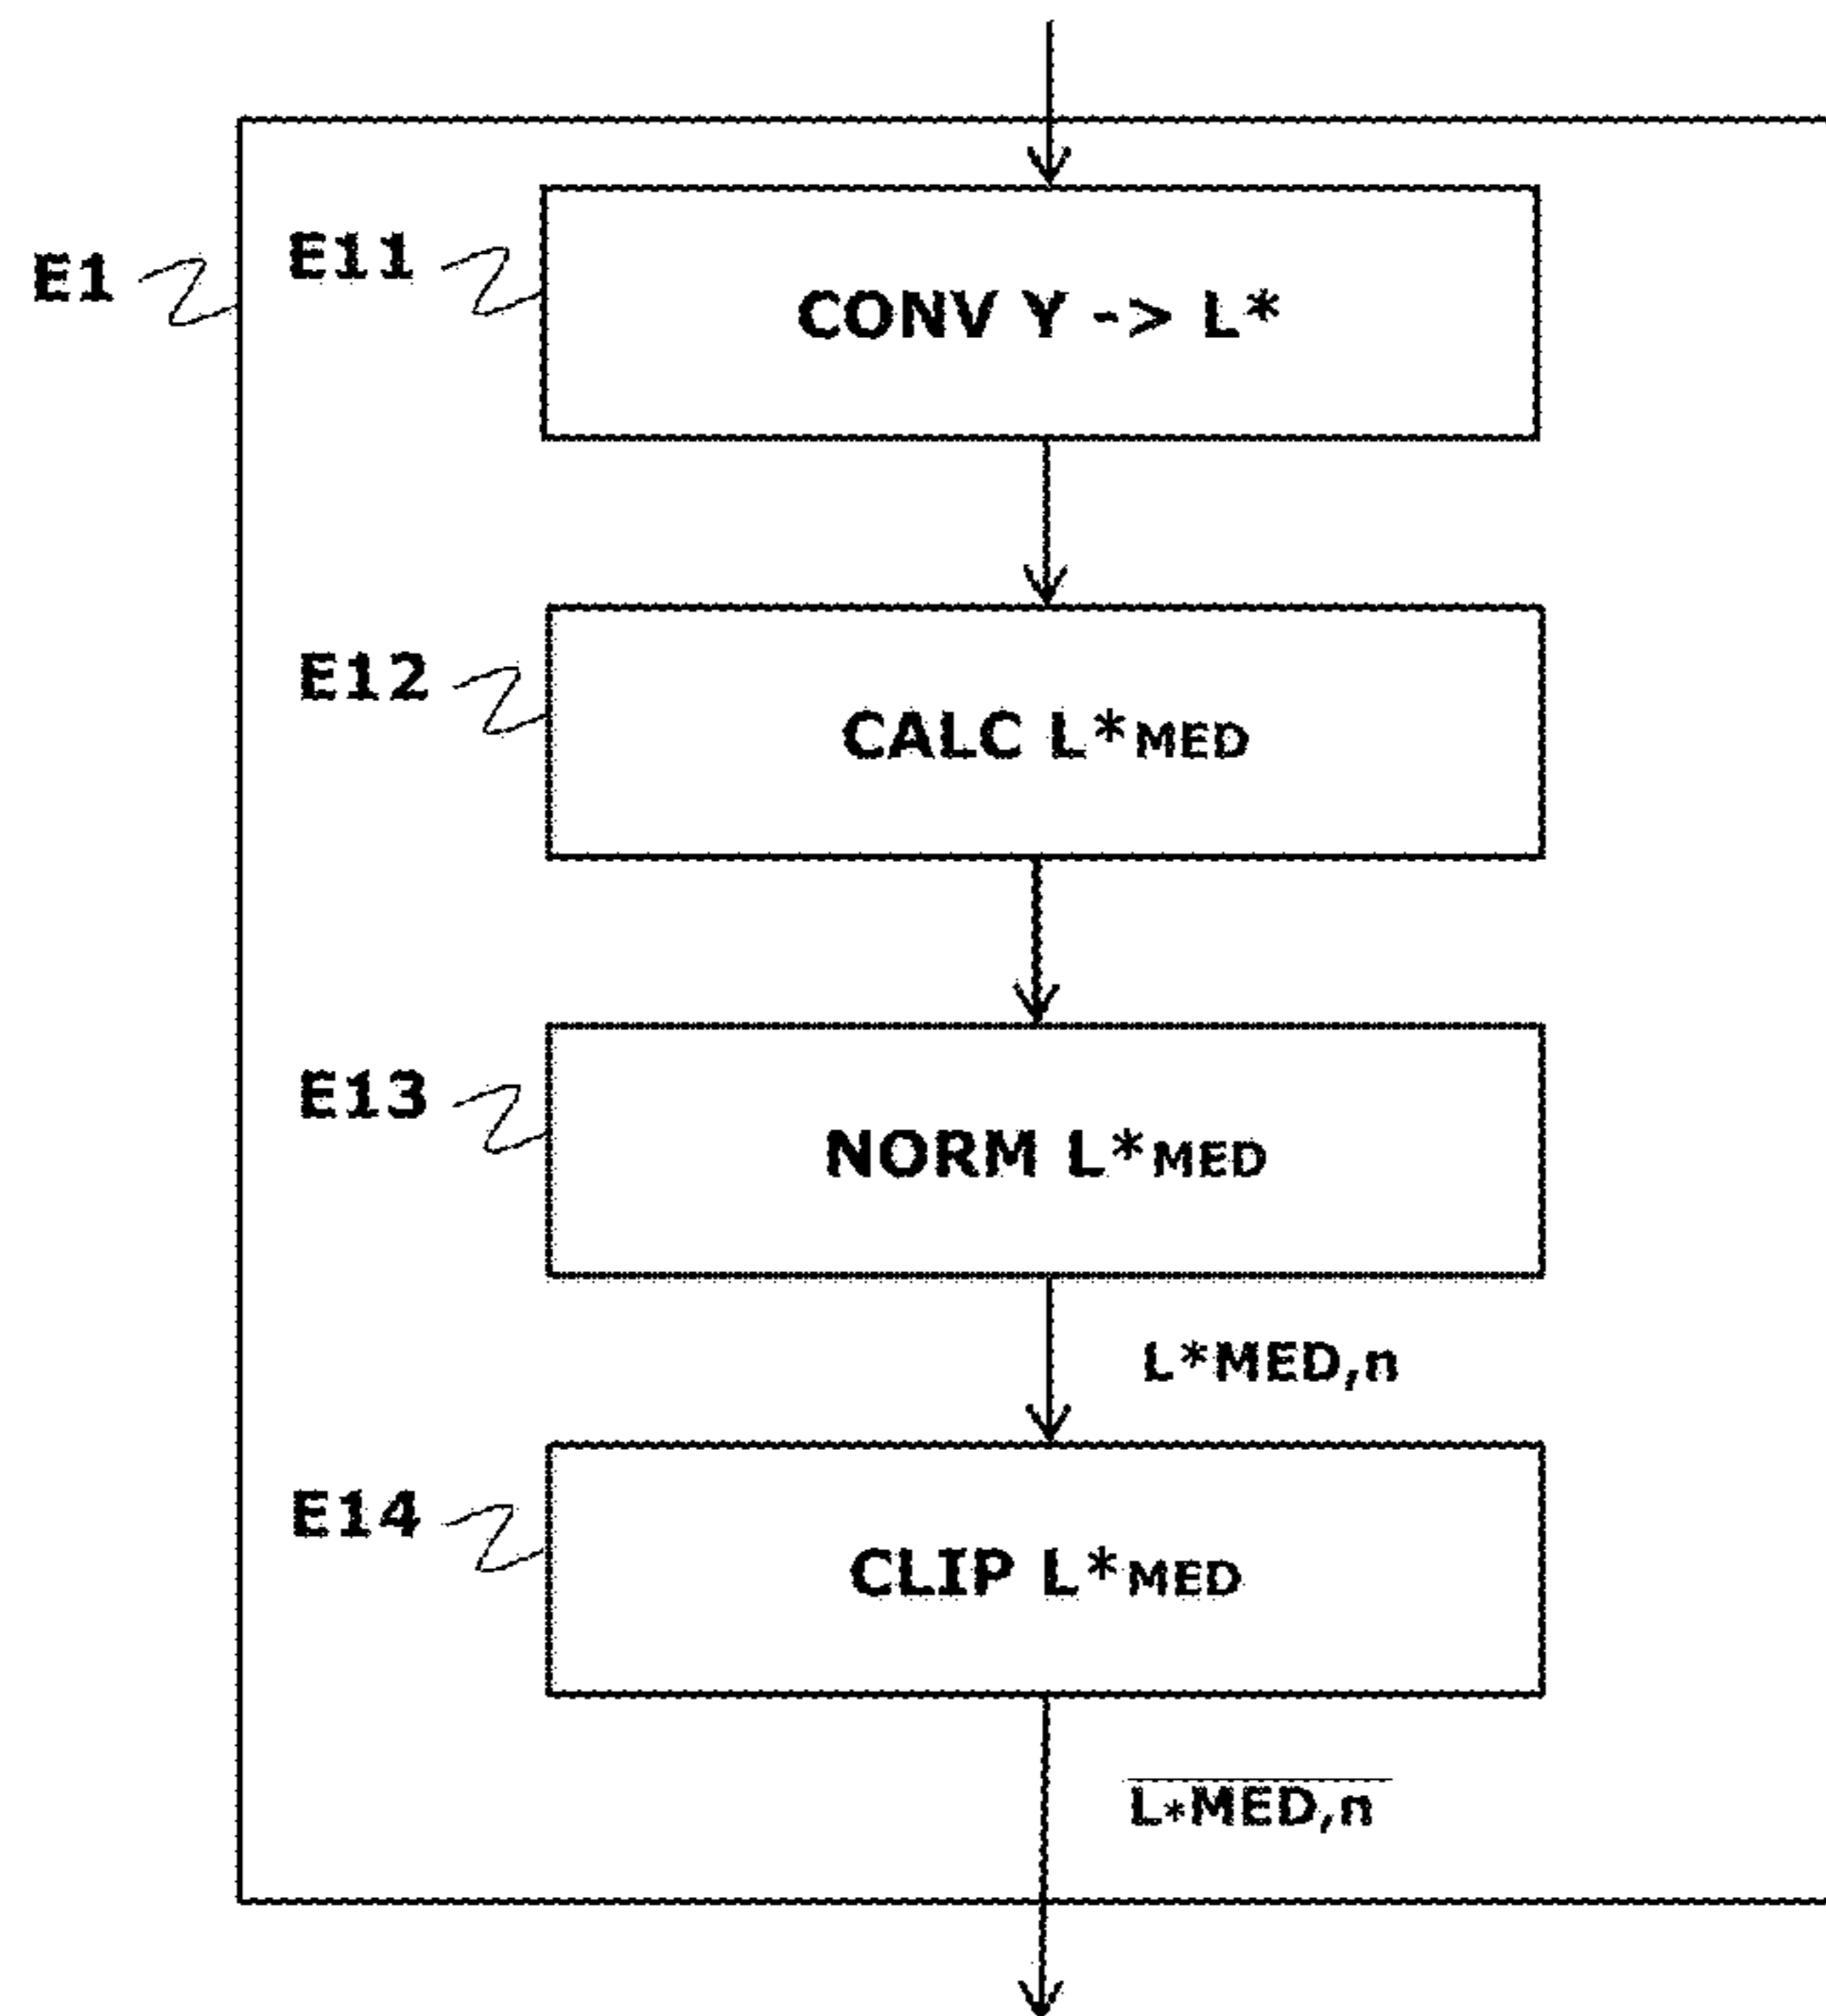 E1
E11
CONV Y -> L*
E12
CALC L*MED
E13
NORM L*MED
L*MED,n
E14
CLIP L*MED
L*MED,n